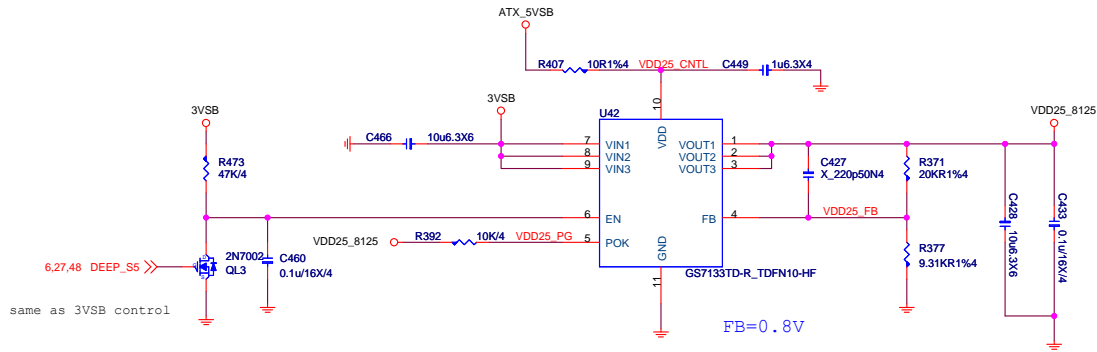 ATX_5VSB
R407
10R1%4
VDD25_CNTL
C449
1u6.3X4
3VSB
3VSB
U42
10
VDD
VDD25_8125
C466
10u6.3X6
7
VIN1
VOUT1
1
8
VIN2
VOUT2
2
9
VIN3
VOUT3
3
R473
47K/4
C427
X_220p50N4
R371
20KR1%4
C428
10u6.3X6
C433
0.1u/16X/4
6
EN
FB
4
VDD25_FB
VDD25_8125
R392
10K/4
VDD25_PG
5
POK
GND
11
GS7133TD-R_TDFN10-HF
R377
9.31KR1%4
6,27,48 DEEP_S5
2N7002
QL3
C460
0.1u/16X/4
same as 3VSB control
FB=0.8V